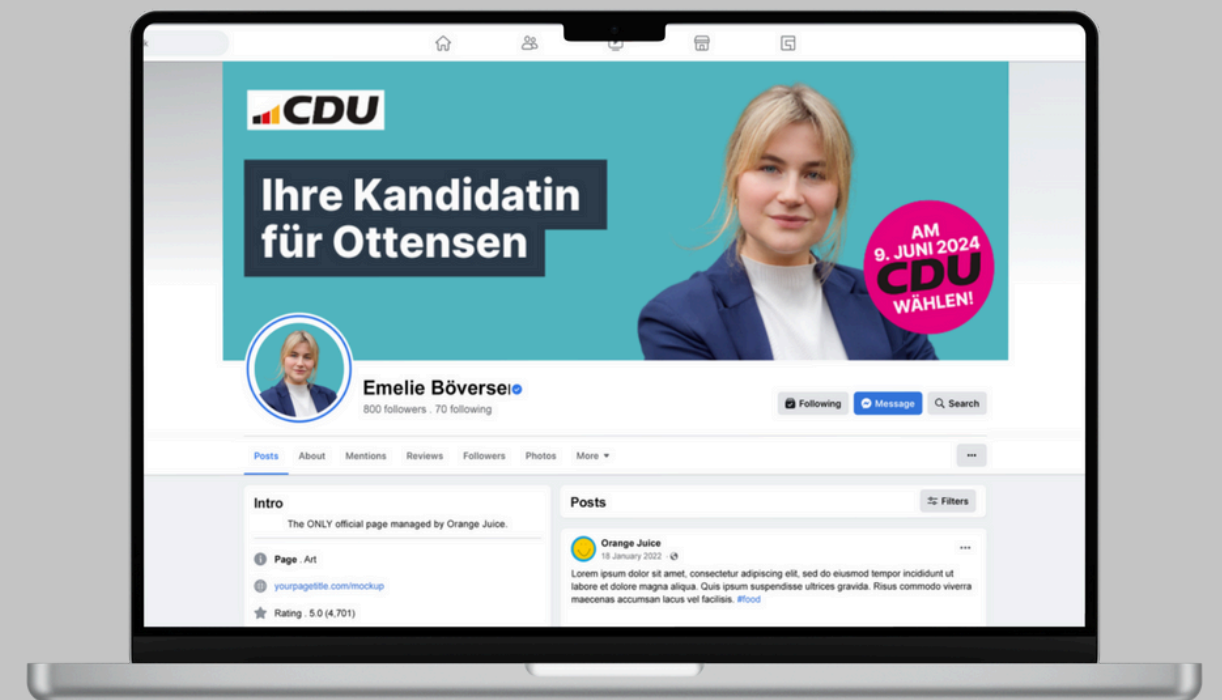 k
CDU
Ihre Kandidatin
für Ottensen
AM
9. JUNI 2024
CDU
WÄHLEN!
Emelie Böverse
800 followers . 70 following
Following
Message
Search
Posts
About
Mentions
Reviews
Followers
Photos
More
Intro
The ONLY official page managed by Orange Juice.
Page . Art
yourpagetitle.com/mockup
Rating . 5.0 (4,701)
Posts
Filters
Orange Juice
18 January 2022 ·
Lorem ipsum dolor sit amet, consectetur adipiscing elit, sed do eiusmod tempor incididunt ut
labore et dolore magna aliqua. Quis ipsum suspendisse ultrices gravida. Risus commodo viverra
maecenas accumsan lacus vel facilisis. #food